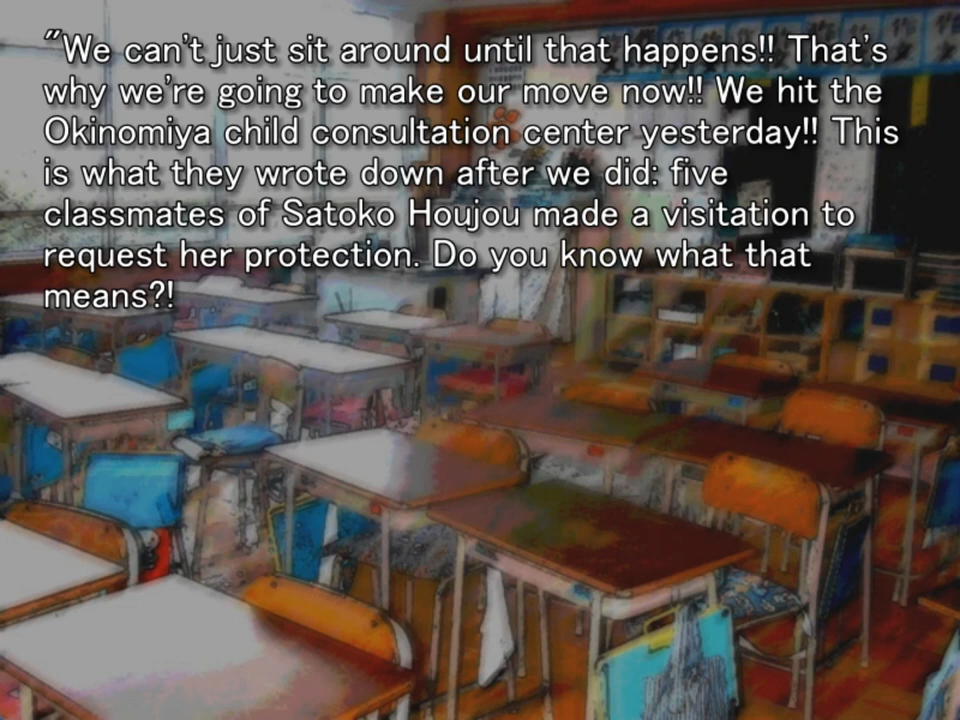 "We can't just sit around until that happens!! That's
why we're going to make our move now!! We hit the
Okinomiya child consultation center yesterday!! This
is what they wrote down after we did: five
classmates of Satoko Houjou made a visitation to
request her protection. Do you know what that
means?!